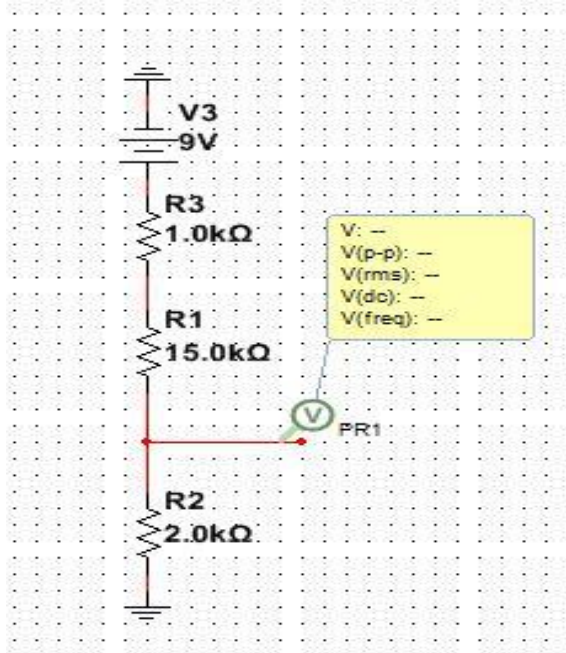 V3
9V
R3
1.0kΩ
R1
15.0kΩ
V: --
V(p-p): --
V(rms): --
V(dc): --
V(freq): --
V
PR1
R2
2.0kΩ